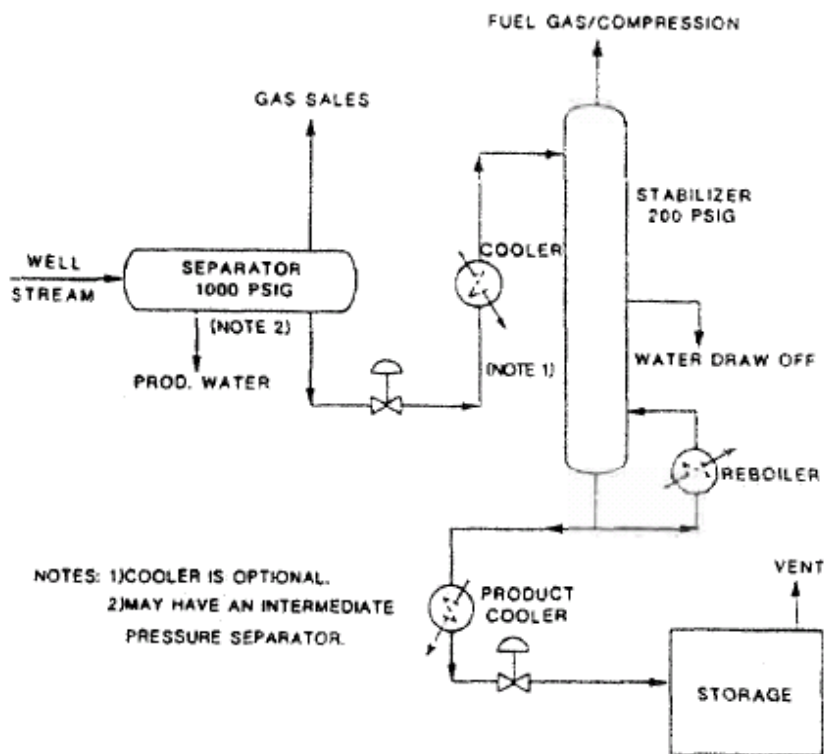 FUEL GAS/COMPRESSION
GAS SALES
STABILIZER
200 PSIG
COOLER
WELL
STREAM
SEPARATOR
1000 PSIG
(NOTE 2)
PROD. WATER
(NOTE 1)
WATER DRAW OFF
REBOILER
NOTES: 1)COOLER IS OPTIONAL.
2)MAY HAVE AN INTERMEDIATE
PRESSURE SEPARATOR.
PRODUCT
COOLER
VENT
STORAGE